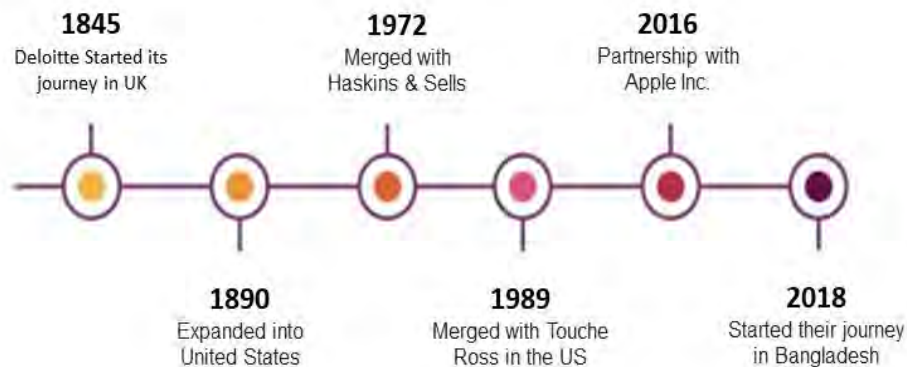 1845
Deloitte Started its
journey in UK
1972
Merged with
Haskins & Sells
2016
Partnership with
Apple Inc.
1890
Expanded into
United States
1989
Merged with Touche
Ross in the US
2018
Started their journey
in Bangladesh